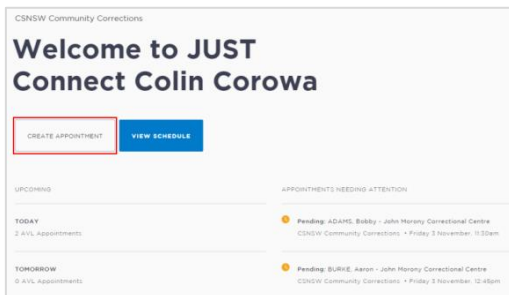 CSNSW Community Corrections
Welcome to JUST
Connect Colin Corowa
CREATE APPOINTMENT
VIEW SCHEDULE
UPCOMING
TODAY
2 AVL Appointments
TOMORROW
0 AVL Appointments
APPOINTMENTS NEEDING ATTENTION
Pending: ADAMS, Bobby - John Morony Correctional Centre
CSNSW Community Corrections • Friday 3 November, 11:30am
Pending: BURKE, Aaron - John Morony Correctional Centre
CSNSW Community Corrections • Friday 3 November, 12:45pm